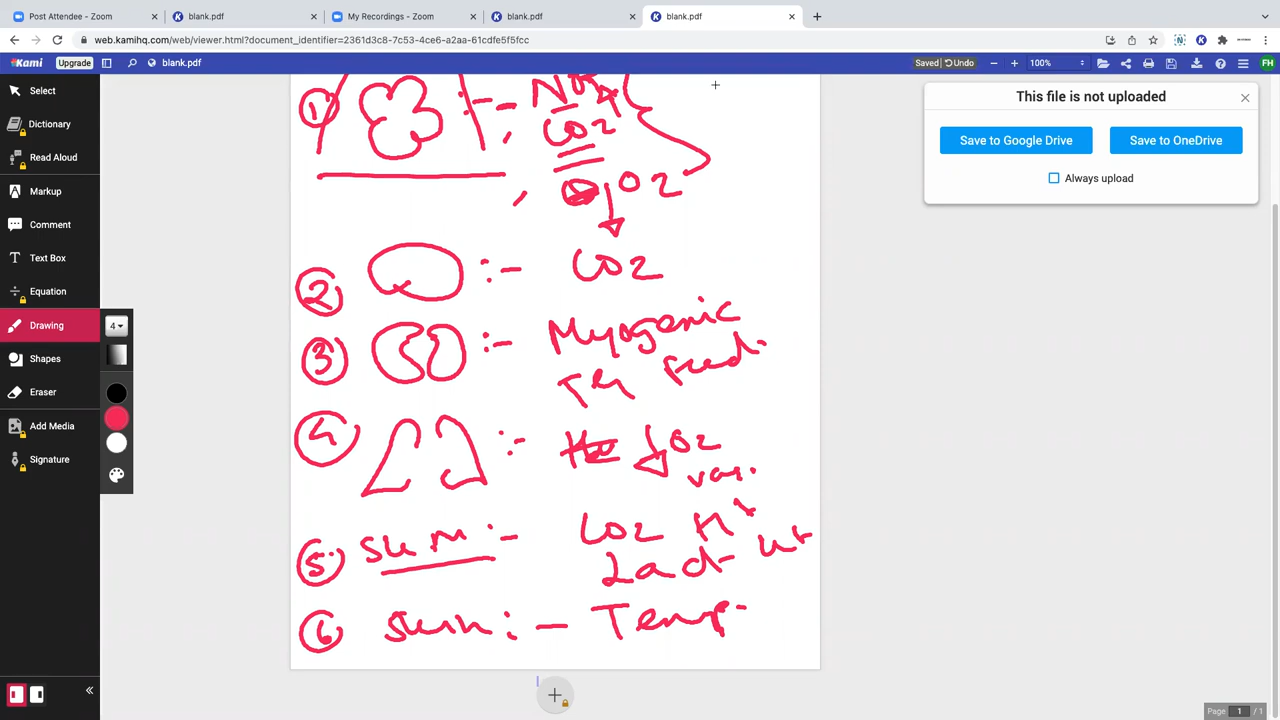 Post Attendee - Zoom
blank.pdf
My Recordings - Zoom
blank.pdf
blank.pdf
web.kamihq.com/web/viewer.html?document_identifier=2361d3c8-7c53-4ce6-a2aa-61cdfe5f5fcc
Kami
Upgrade
blank.pdf
Saved
Undo
100%
FH
Select
Dictionary
Read Aloud
Markup
Comment
Text Box
Equation
Drawing
Shapes
Eraser
Add Media
Signature
4
This file is not uploaded
Save to Google Drive
Save to OneDrive
Always upload
① :-
CO2
, O2
② :- CO2
③ :- Myogenic
feed.
④ :- ↓O2
⑤ :- CO2 H+
Lact
⑥ :- Temp
Page 1 / 1